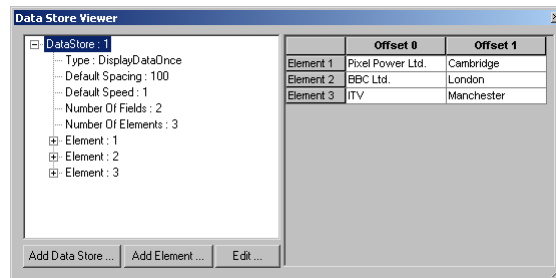 Data Store Viewer
DataStore : 1
Type : DisplayDataOnce
Default Spacing : 100
Default Speed : 1
Number Of Fields : 2
Number Of Elements : 3
Element : 1
Element : 2
Element : 3
Add Data Store ... Add Element ... Edit ...
Offset 0 Offset 1
Element 1 Pixel Power Ltd. Cambridge
Element 2 BBC Ltd. London
Element 3 ITV Manchester